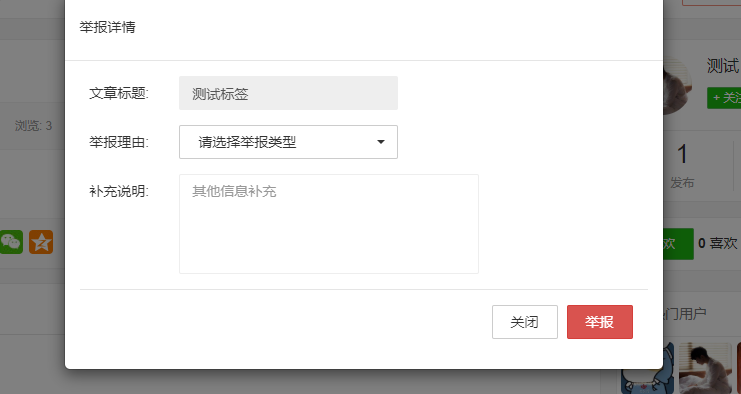 举报详情
文章标题:
测试标签
举报理由:
请选择举报类型
补充说明:
其他信息补充
关闭
举报
浏览: 3
测试
+ 关注
1
发布
欢
0 喜欢
门用户